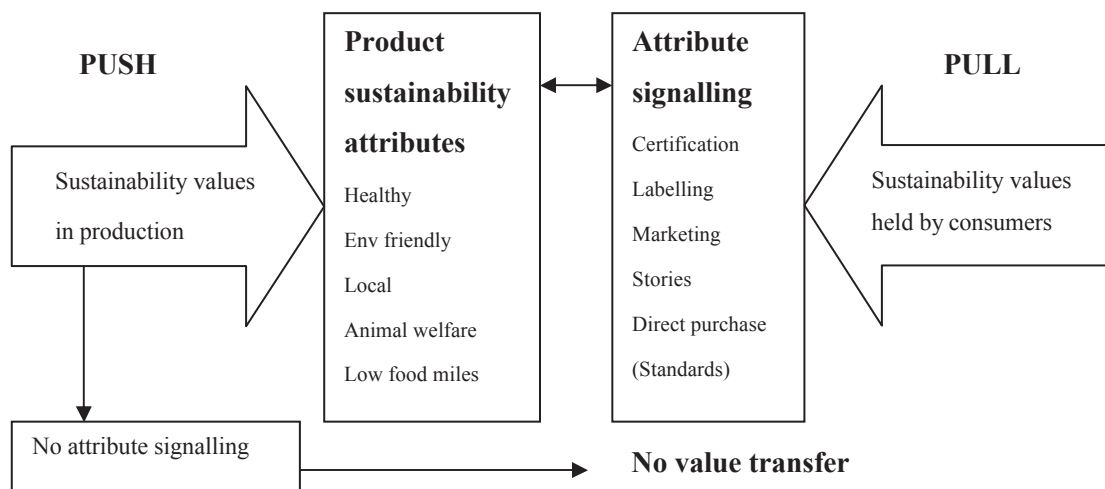 PUSH
Sustainability values
in production
Product
sustainability
attributes
Healthy
Env friendly
Local
Animal welfare
Low food miles
Attribute
signalling
Certification
Labelling
Marketing
Stories
Direct purchase
(Standards)
PULL
Sustainability values
held by consumers
No attribute signalling
No value transfer